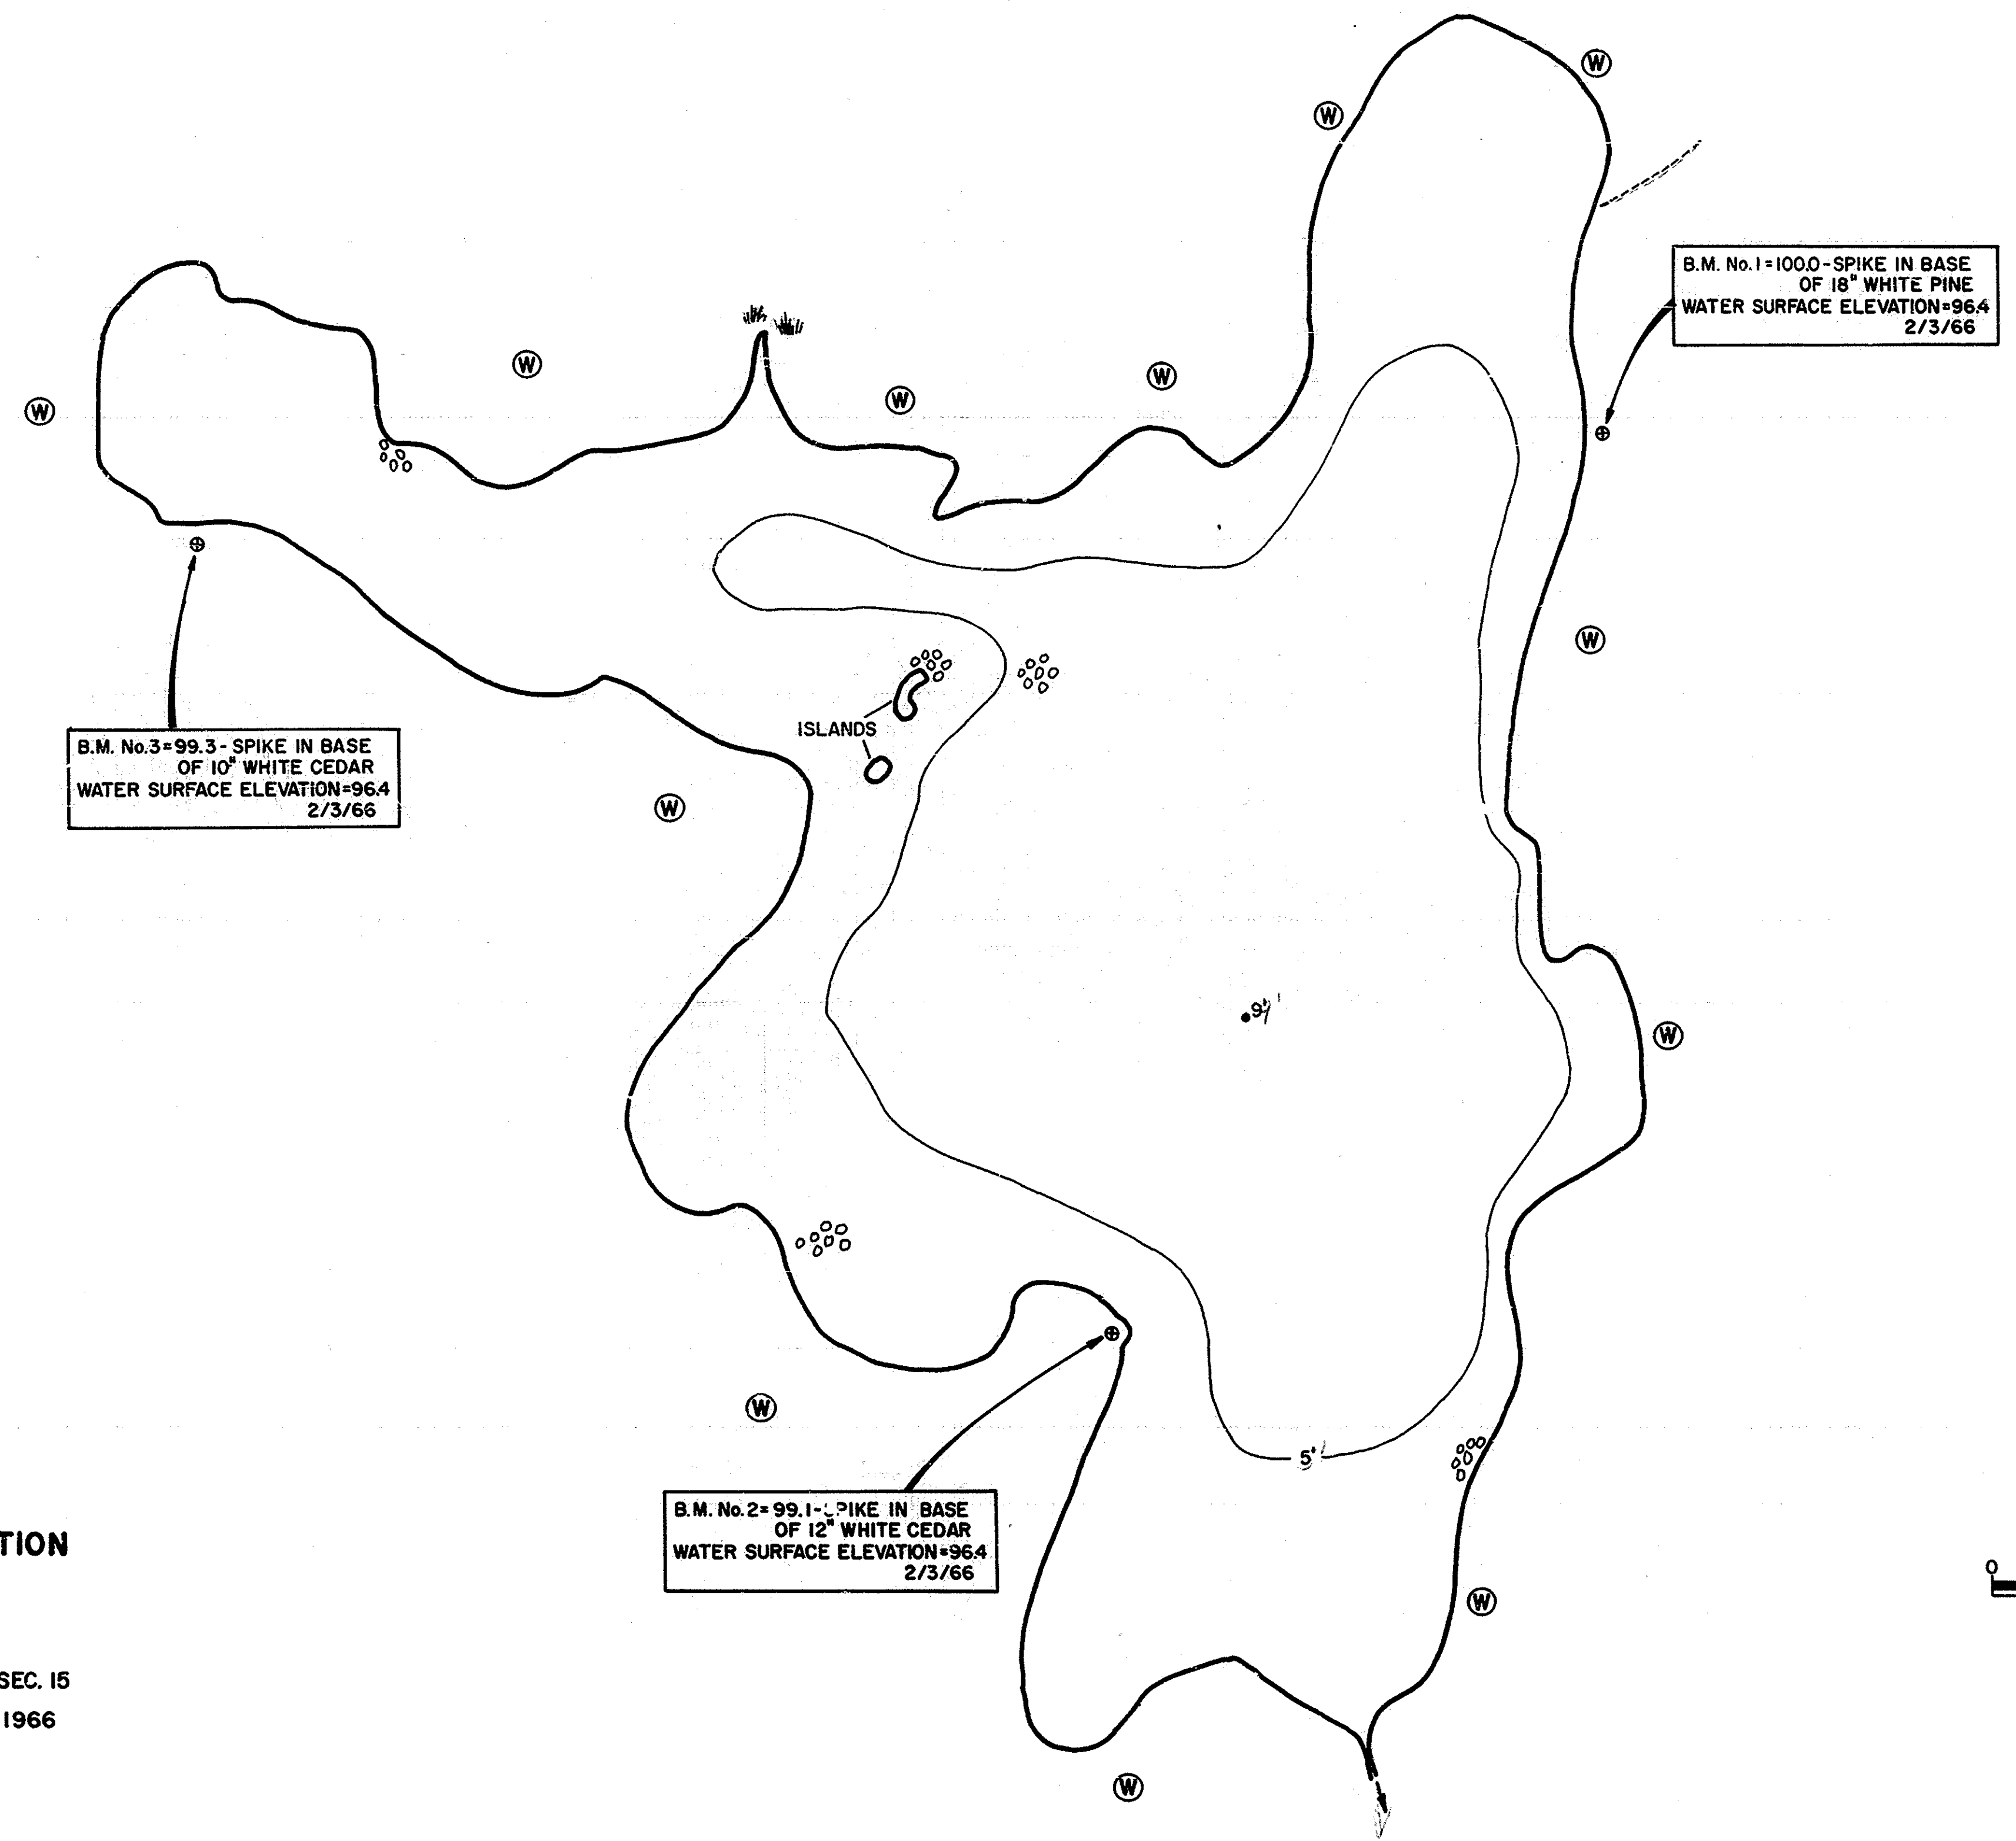 W
W
B.M. No.1=100.0-SPIKE IN BASE
OF 18" WHITE PINE
WATER SURFACE ELEVATION=96.4
2/3/66
W
W
W
W
W
ISLANDS
B.M. No.3=99.3-SPIKE IN BASE
OF 10" WHITE CEDAR
WATER SURFACE ELEVATION=96.4
2/3/66
W
W
W
5'
B.M. No.2=99.1-SPIKE IN BASE
OF 12" WHITE CEDAR
WATER SURFACE ELEVATION=96.4
2/3/66
TION
0
W
SEC. 15
1966
W